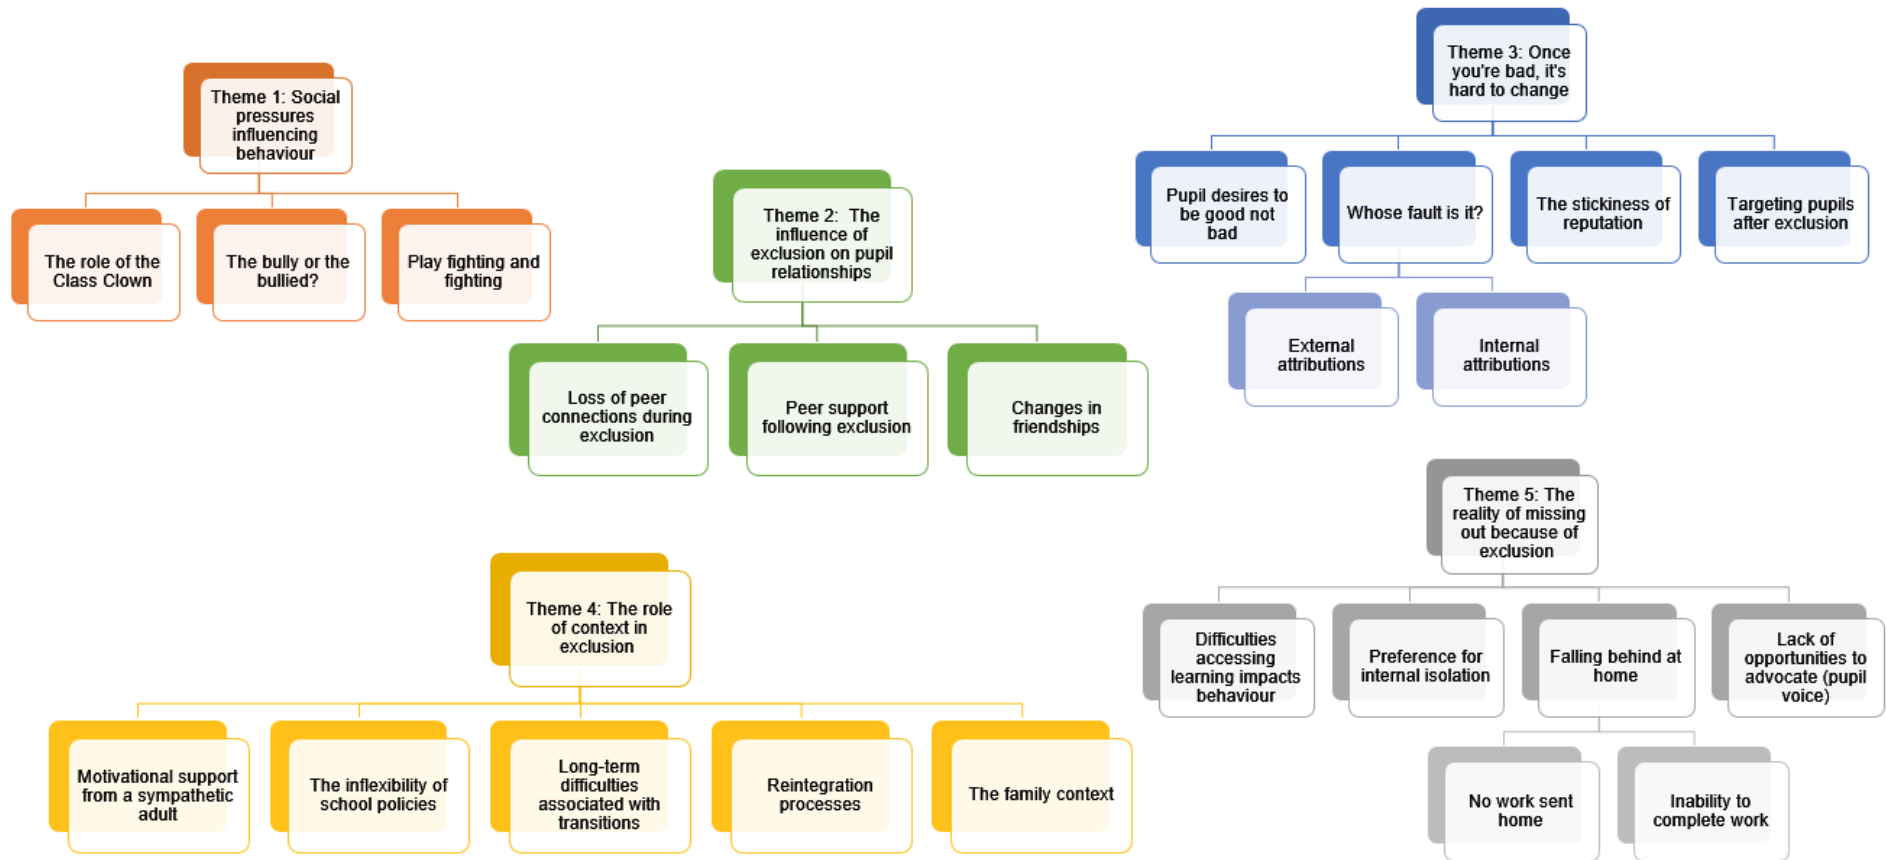 Theme 1: Social
pressures
influencing
behaviour
The role of the
Class Clown
The bully or the
bullied?
Play fighting and
fighting
Theme 2:  The
influence of
exclusion on pupil
relationships
Loss of peer
connections during
exclusion
Peer support
following exclusion
Changes in
friendships
Theme 3: Once
you're bad, it's
hard to change
Pupil desires to
be good not
bad
Whose fault is it?
External
attributions
Internal
attributions
The stickiness of
reputation
Targeting pupils
after exclusion
Theme 4: The role
of context in
exclusion
Motivational support
from a sympathetic
adult
The inflexibility of
school policies
Long-term
difficulties
associated with
transitions
Reintegration
processes
The family context
Theme 5: The
reality of missing
out because of
exclusion
Difficulties
accessing
learning impacts
behaviour
Preference for
internal isolation
Falling behind at
home
No work sent
home
Inability to
complete work
Lack of
opportunities to
advocate (pupil
voice)